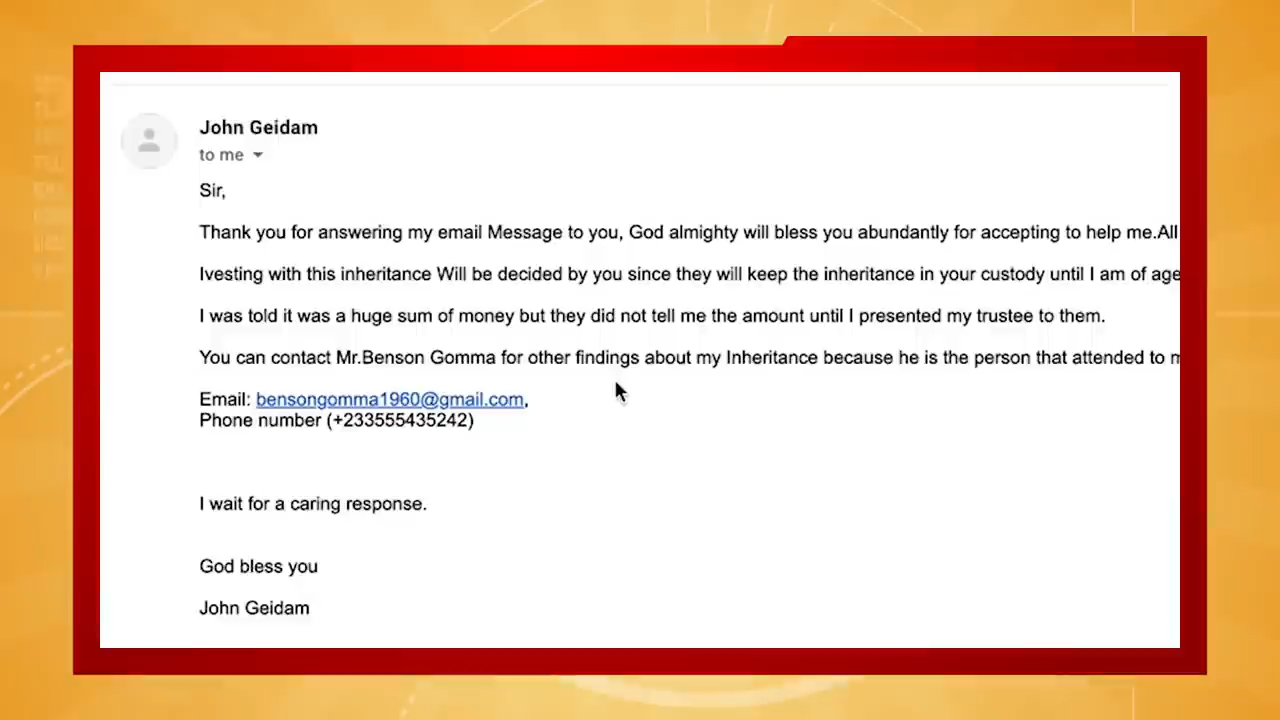 John Geidam
to me
Sir,
Thank you for answering my email Message to you, God almighty will bless you abundantly for accepting to help me.All
Ivesting with this inheritance Will be decided by you since they will keep the inheritance in your custody until I am of age
I was told it was a huge sum of money but they did not tell me the amount until I presented my trustee to them.
You can contact Mr.Benson Gomma for other findings about my Inheritance because he is the person that attended to
Email: bensongomma1960@gmail.com,
Phone number (+233555435242)
I wait for a caring response.
God bless you
John Geidam